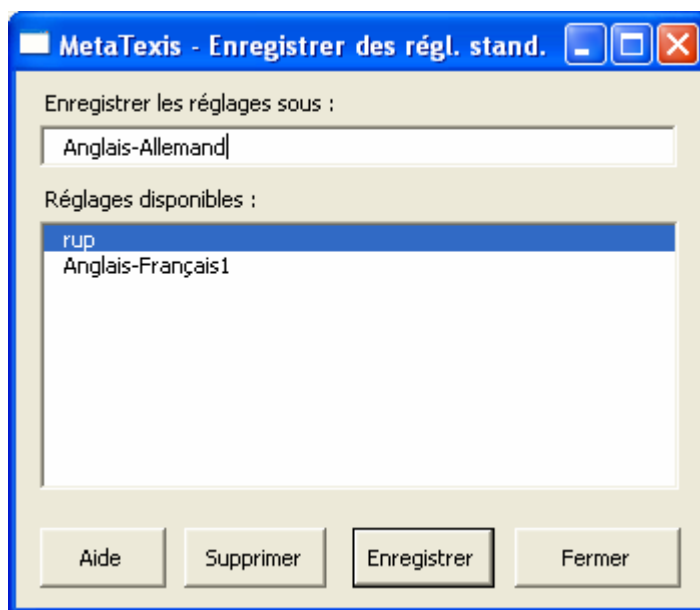 MetaTexis - Enregistrer des régl. stand.
Enregistrer les réglages sous :
Anglais-Allemand
Réglages disponibles :
rup
Anglais-Français1
Aide Supprimer Enregistrer Fermer